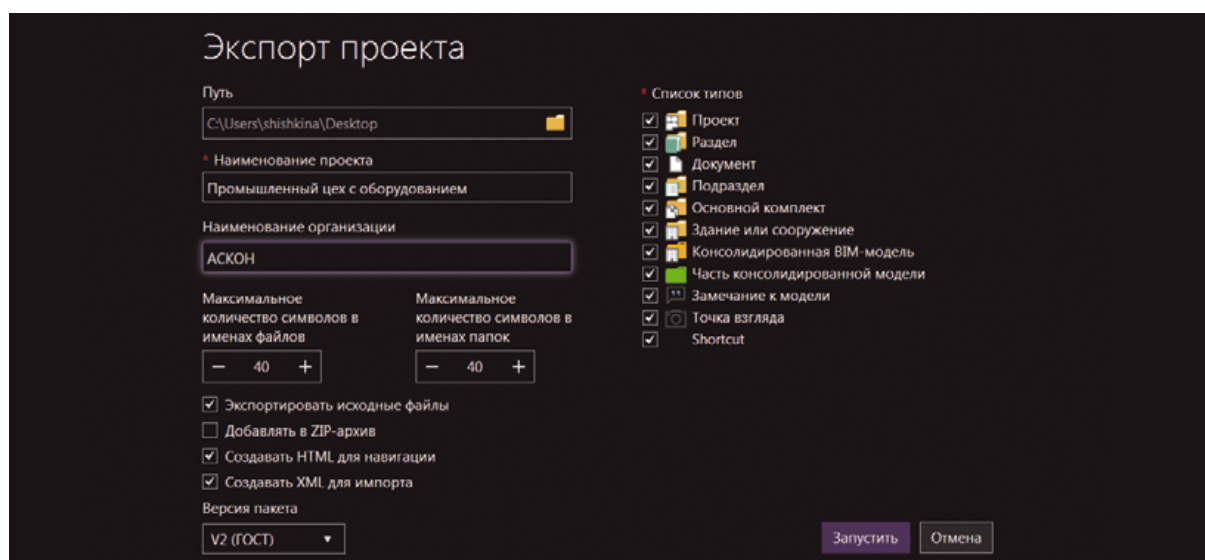 Экспорт проекта
Путь
C:\Users\shishkina\Desktop
* Наименование проекта
Промышленный цех с оборудованием
Наименование организации
АСКОН
Максимальное
количество символов в
именах файлов
− 40 +
Максимальное
количество символов в
именах папок
− 40 +
Экспортировать исходные файлы
Добавлять в ZIP-архив
Создавать HTML для навигации
Создавать XML для импорта
Версия пакета
V2 (ГОСТ)
* Список типов
Проект
Раздел
Документ
Подраздел
Основной комплект
Здание или сооружение
Консолидированная BIM-модель
Часть консолидированной модели
Замечание к модели
Точка взгляда
Shortcut
Запустить
Отмена